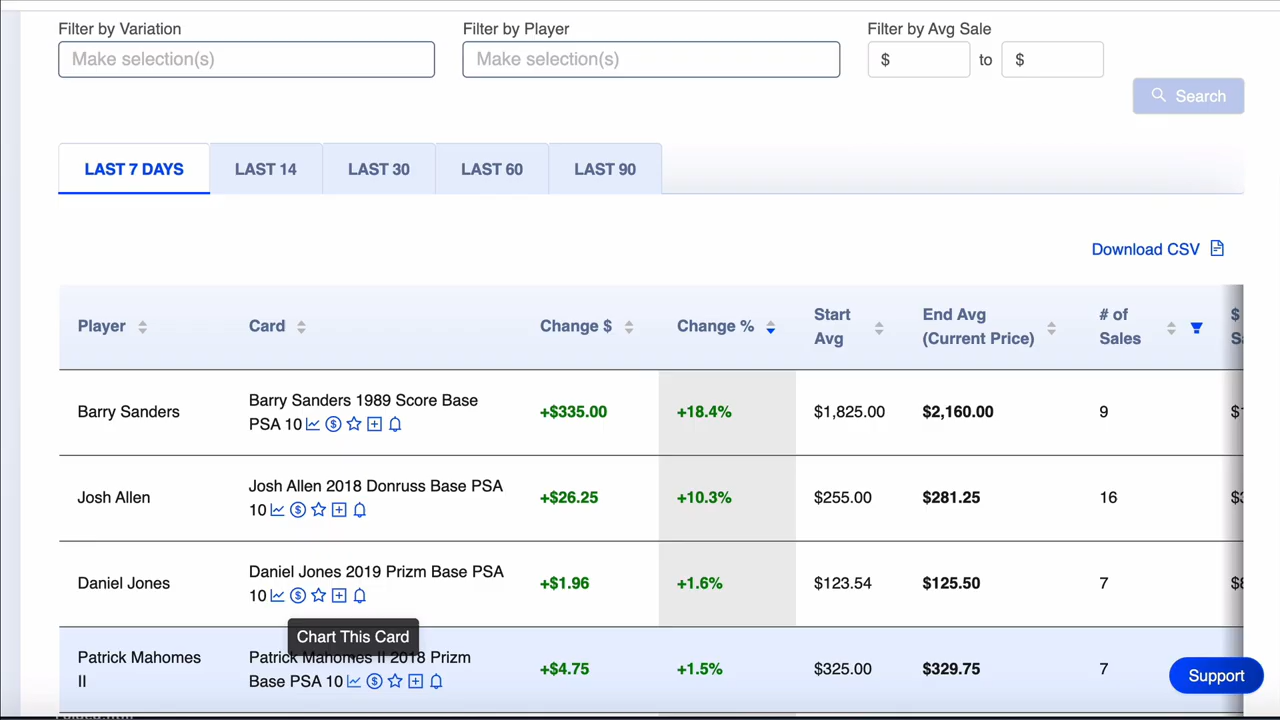 Filter by Variation
Filter by Player
Filter by Avg Sale
Make selection(s)
Make selection(s)
$ to $
Search
LAST 7 DAYS
LAST 14
LAST 30
LAST 60
LAST 90
Download CSV
Player
Card
Change $
Change %
Start
Avg
End Avg
(Current Price)
# of
Sales
$
Barry Sanders
Barry Sanders 1989 Score Base
PSA 10
+$335.00
+18.4%
$1,825.00
$2,160.00
9
Josh Allen
Josh Allen 2018 Donruss Base PSA
10
+$26.25
+10.3%
$255.00
$281.25
16
Daniel Jones
Daniel Jones 2019 Prizm Base PSA
10
+$1.96
+1.6%
$123.54
$125.50
7
Chart This Card
Patrick Mahomes
II
Patrick Mahomes II 2018 Prizm
Base PSA 10
+$4.75
+1.5%
$325.00
$329.75
7
Support